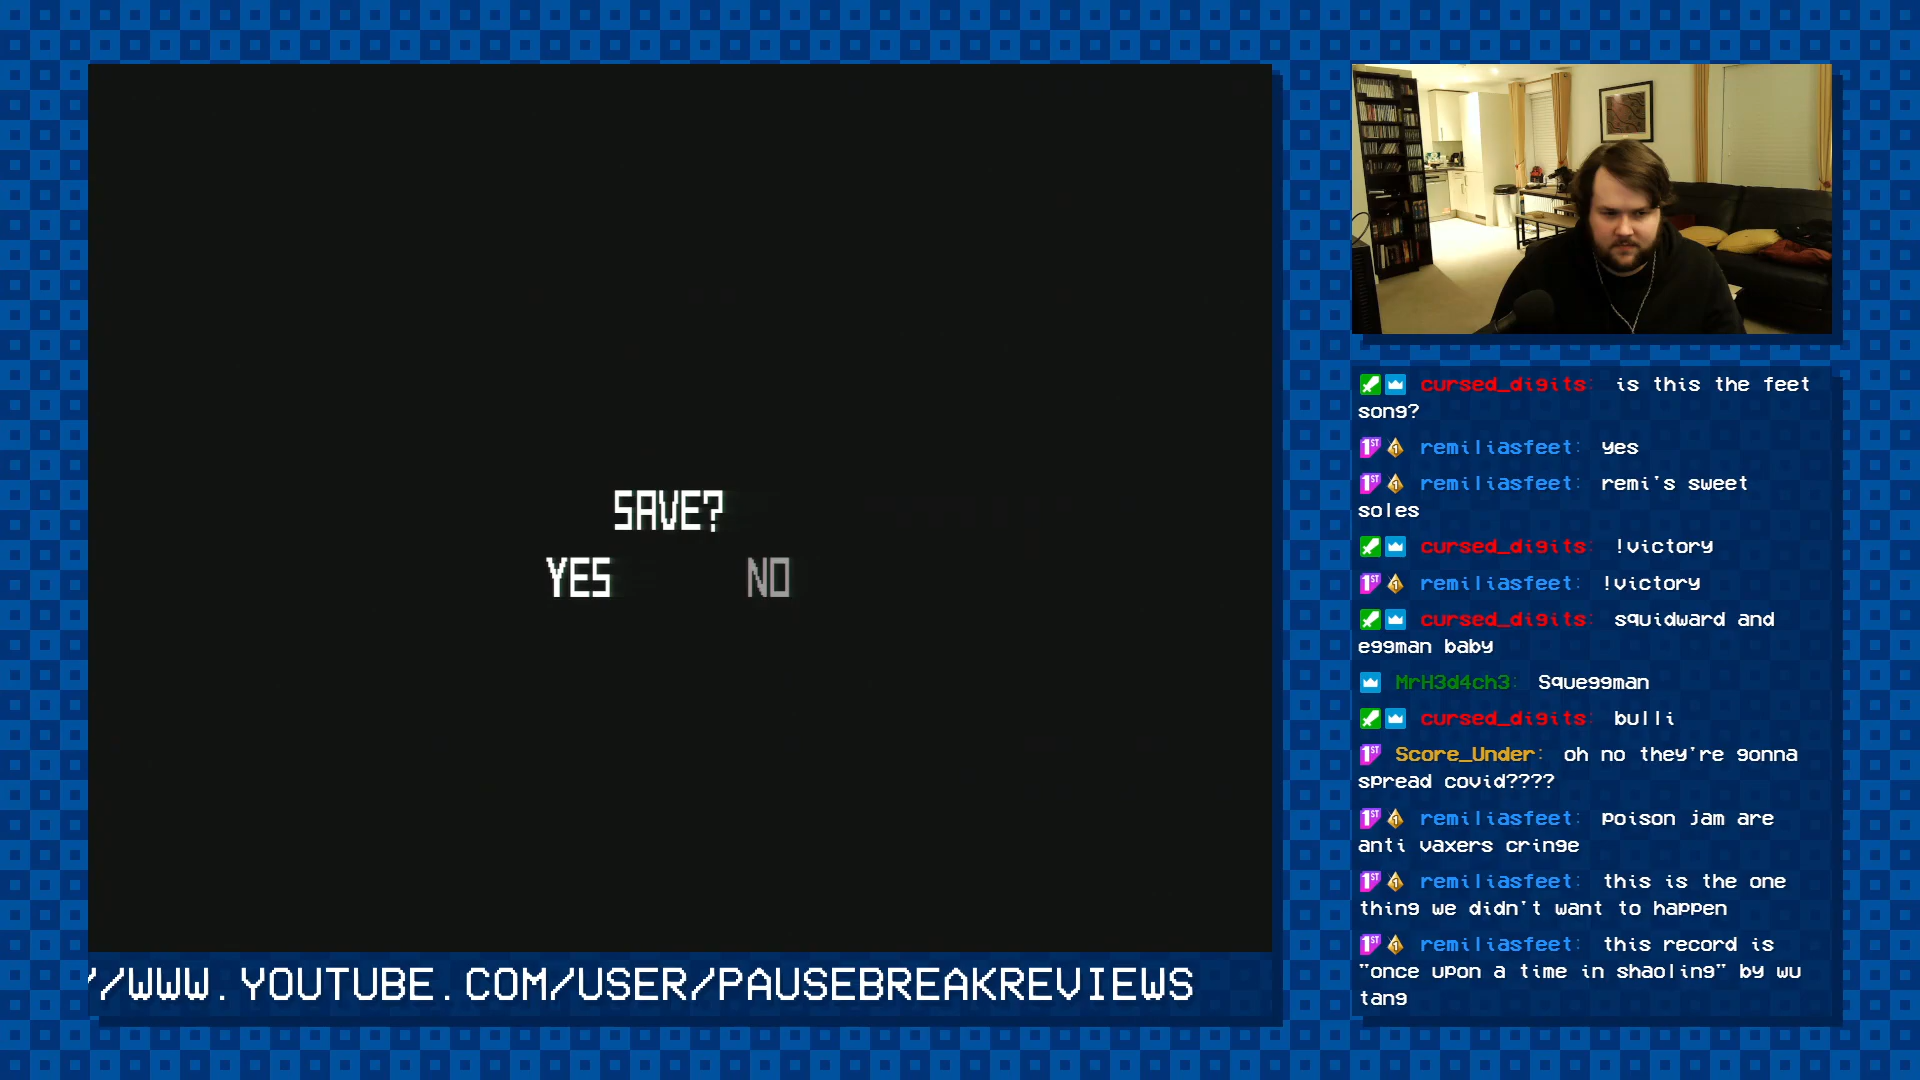 SAVE?
YES NO
//WWW.YOUTUBE.COM/USER/PAUSEBREAKREVIEWS
cursed_digits: is this the feet
song?
remiliasfeet: yes
remiliasfeet: remi's sweet
soles
cursed_digits: !victory
remiliasfeet: !victory
cursed_digits: squidward and
eggman baby
MrH3d4ch3: Squeggman
cursed_digits: bulli
Score_Under: oh no they're gonna
spread covid????
remiliasfeet: poison jam are
anti vaxers cringe
remiliasfeet: this is the one
thing we didn't want to happen
remiliasfeet: this record is
"once upon a time in shaoling" by wu
tang